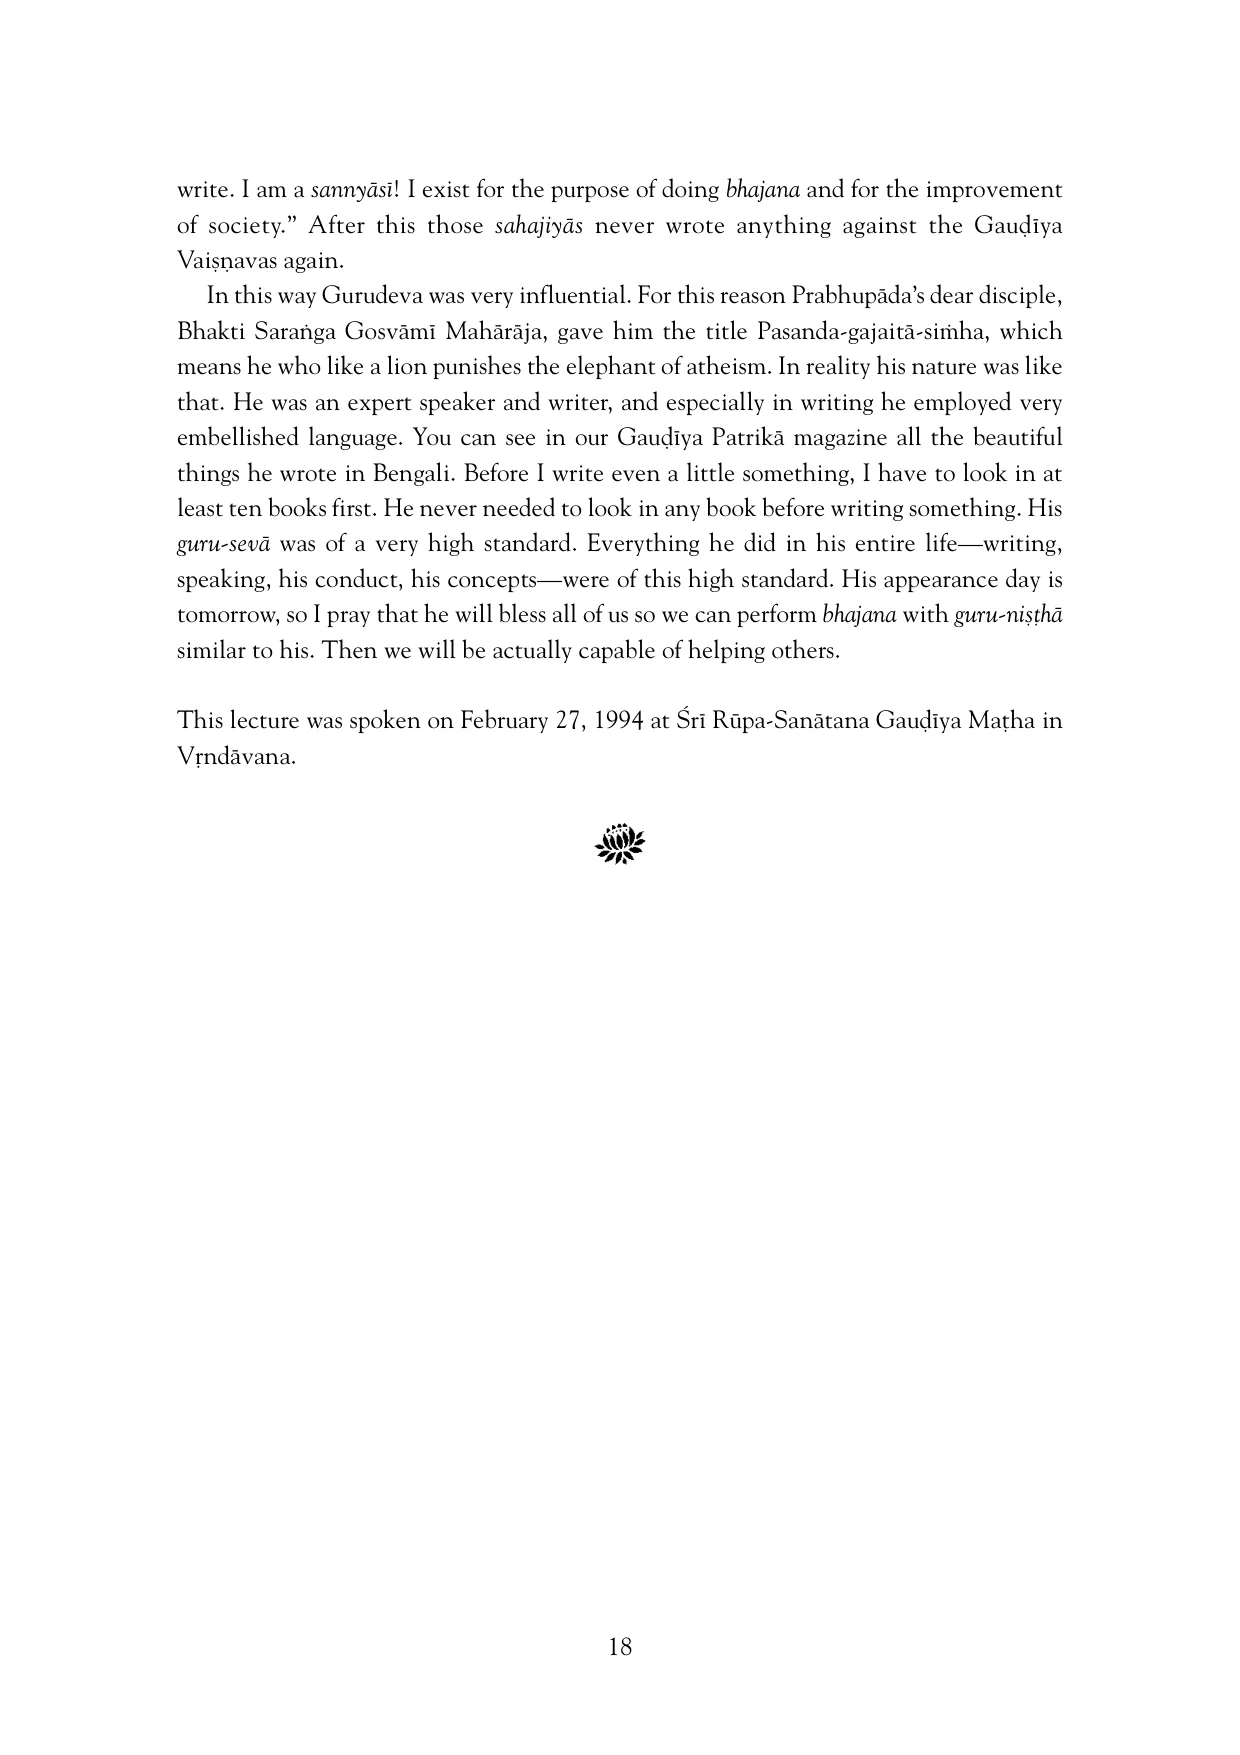 write. I am a sannyāsī! I exist for the purpose of doing bhajana and for the improvement
of society.” After this those sahajiyās never wrote anything against the Gauḍīya
Vaiṣṇavas again.
In this way Gurudeva was very influential. For this reason Prabhupāda’s dear disciple,
Bhakti Saraṅga Gosvāmī Mahārāja, gave him the title Pasanda-gajaitā-siṁha, which
means he who like a lion punishes the elephant of atheism. In reality his nature was like
that. He was an expert speaker and writer, and especially in writing he employed very
embellished language. You can see in our Gauḍīya Patrikā magazine all the beautiful
things he wrote in Bengali. Before I write even a little something, I have to look in at
least ten books first. He never needed to look in any book before writing something. His
guru-sevā was of a very high standard. Everything he did in his entire life—writing,
speaking, his conduct, his concepts—were of this high standard. His appearance day is
tomorrow, so I pray that he will bless all of us so we can perform bhajana with guru-niṣṭhā
similar to his. Then we will be actually capable of helping others.
This lecture was spoken on February 27, 1994 at Śrī Rūpa-Sanātana Gauḍīya Maṭha in
Vṛndāvana.
18